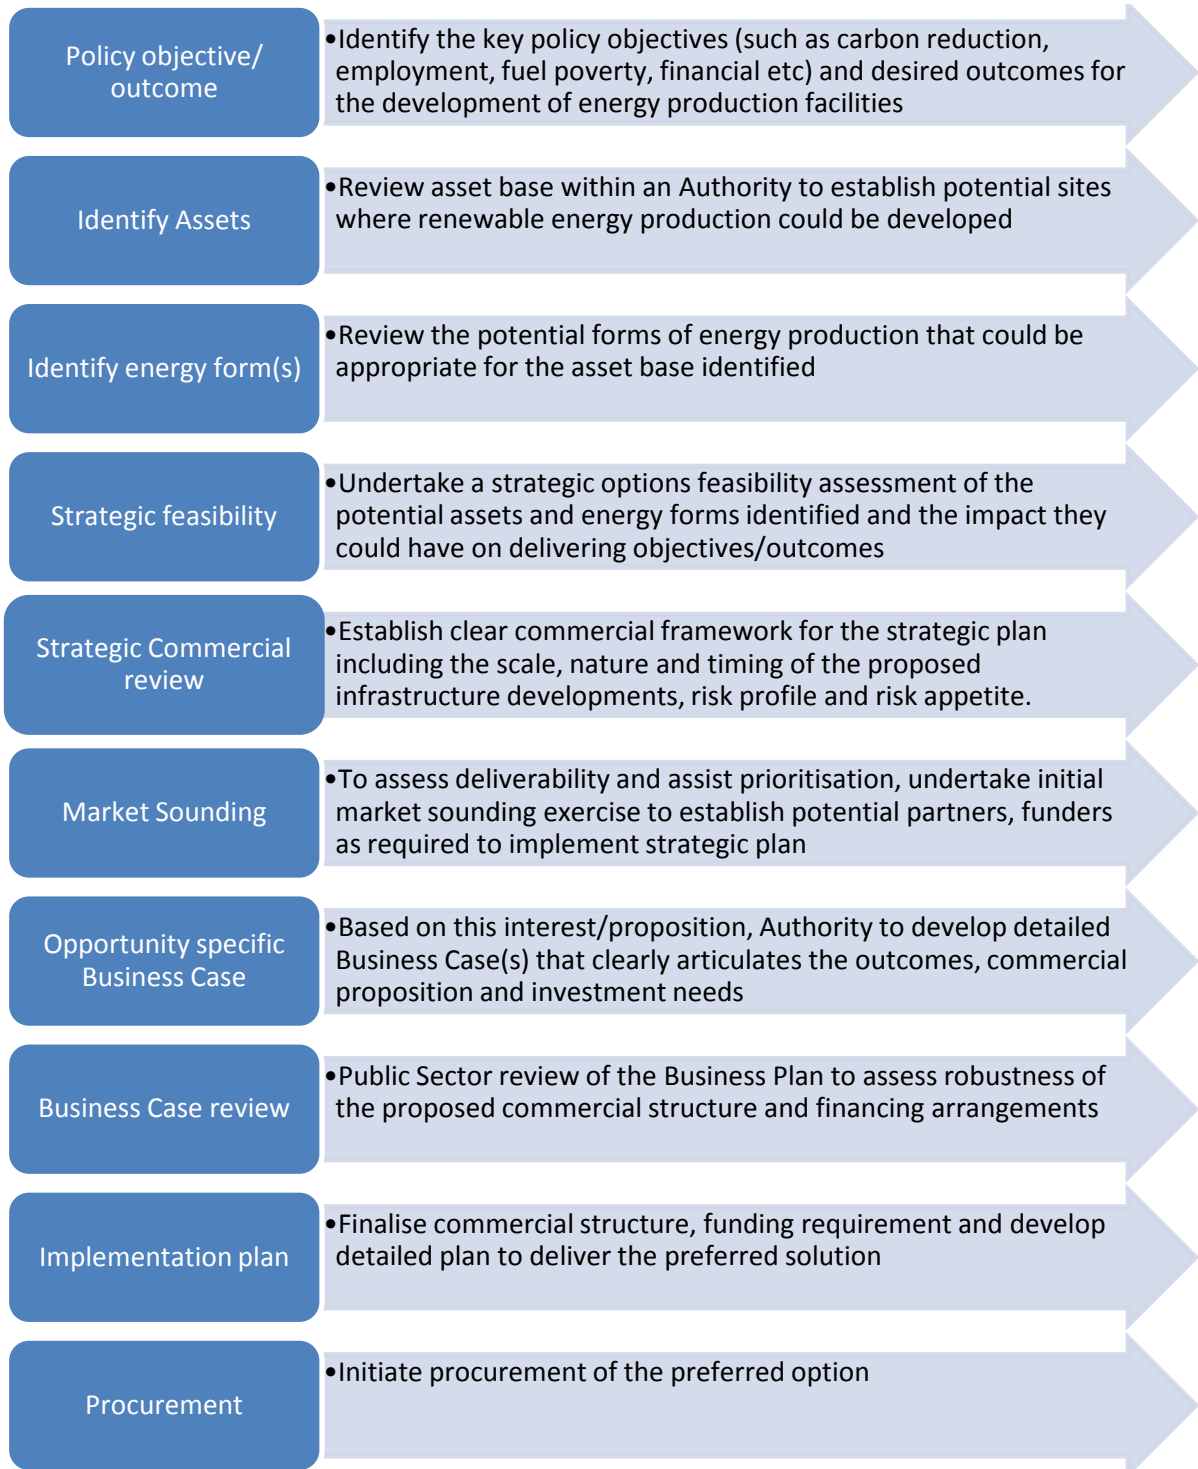 Policy objective/
outcome
•Identify the key policy objectives (such as carbon reduction,
employment, fuel poverty, financial etc) and desired outcomes for
the development of energy production facilities
Identify Assets
•Review asset base within an Authority to establish potential sites
where renewable energy production could be developed
Identify energy form(s)
•Review the potential forms of energy production that could be
appropriate for the asset base identified
Strategic feasibility
•Undertake a strategic options feasibility assessment of the
potential assets and energy forms identified and the impact they
could have on delivering objectives/outcomes
Strategic Commercial
review
•Establish clear commercial framework for the strategic plan
including the scale, nature and timing of the proposed
infrastructure developments, risk profile and risk appetite.
Market Sounding
•To assess deliverability and assist prioritisation, undertake initial
market sounding exercise to establish potential partners, funders
as required to implement strategic plan
Opportunity specific
Business Case
•Based on this interest/proposition, Authority to develop detailed
Business Case(s) that clearly articulates the outcomes, commercial
proposition and investment needs
Business Case review
•Public Sector review of the Business Plan to assess robustness of
the proposed commercial structure and financing arrangements
Implementation plan
•Finalise commercial structure, funding requirement and develop
detailed plan to deliver the preferred solution
Procurement
•Initiate procurement of the preferred option